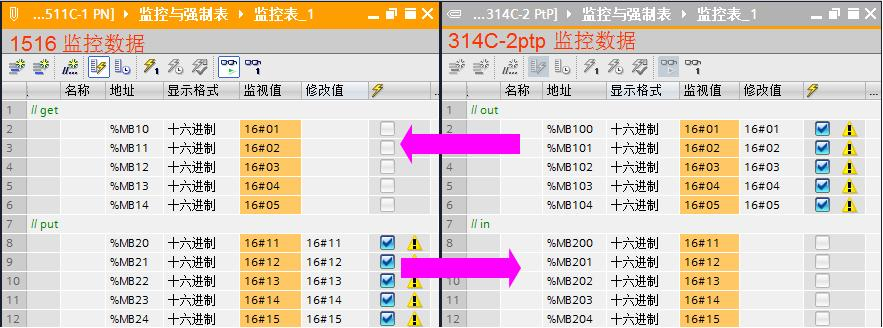 ...511C-1 PN] 监控与强制表 监控表_1
1516 监控数据
名称 地址 显示格式 监视值 修改值 ...
1 // get
2 %MB10 十六进制 16#01
3 %MB11 十六进制 16#02
4 %MB12 十六进制 16#03
5 %MB13 十六进制 16#04
6 %MB14 十六进制 16#05
7 // put
8 %MB20 十六进制 16#11 16#11
9 %MB21 十六进制 16#12 16#12
10 %MB22 十六进制 16#13 16#13
11 %MB23 十六进制 16#14 16#14
12 %MB24 十六进制 16#15 16#15
...314C-2 PtP] 监控与强制表 监控表_1
314C-2ptp 监控数据
名称 地址 显示格式 监视值 修改值 ...
1 // out
2 %MB100 十六进制 16#01 16#01
3 %MB101 十六进制 16#02 16#02
4 %MB102 十六进制 16#03 16#03
5 %MB103 十六进制 16#04 16#04
6 %MB104 十六进制 16#05 16#05
7 // in
8 %MB200 十六进制 16#11
9 %MB201 十六进制 16#12
10 %MB202 十六进制 16#13
11 %MB203 十六进制 16#14
12 %MB204 十六进制 16#15